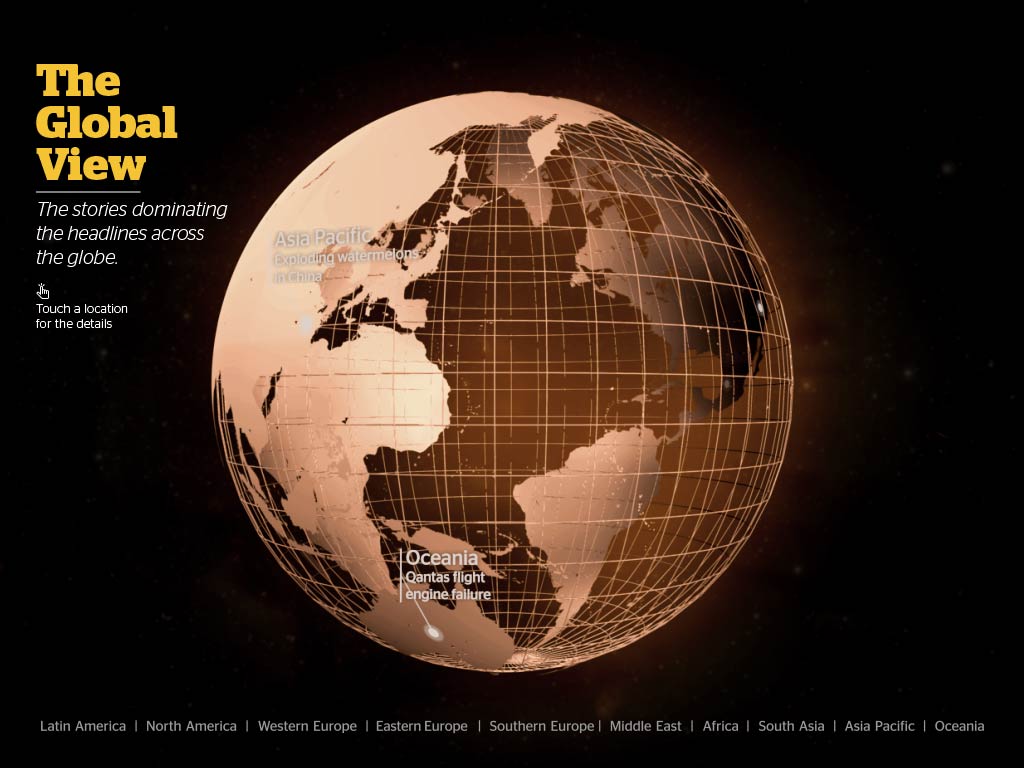 The
Global
View
The stories dominating
the headlines across
the globe.
Touch a location
for the details
Asia Pacific
Exploding watermelons
in China
Oceania
Qantas flight
engine failure
Latin America | North America | Western Europe | Eastern Europe | Southern Europe | Middle East | Africa | South Asia | Asia Pacific | Oceania